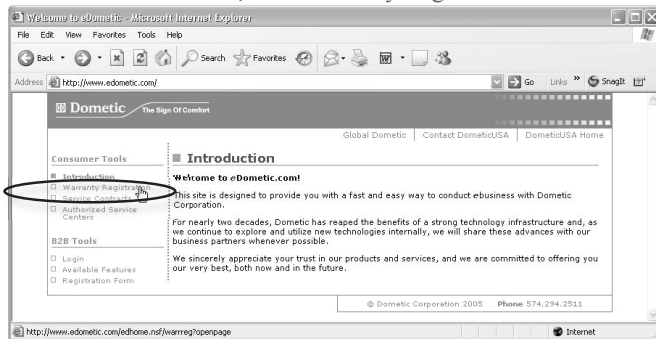 Welcome to eDometic - Microsoft Internet Explorer
File Edit View Favorites Tools Help
Back Search Favorites
Address http://www.edometic.com/ Go Links » SnagIt
Dometic The Sign Of Comfort
Global Dometic | Contact DometicUSA | DometicUSA Home
Consumer Tools
Introduction
Warranty Registration
Service Contracts
Authorized Service
Centers
B2B Tools
Login
Available Features
Registration Form
Introduction
Welcome to eDometic.com!
This site is designed to provide you with a fast and easy way to conduct ebusiness with Dometic
Corporation.
For nearly two decades, Dometic has reaped the benefits of a strong technology infrastructure and, as
we continue to explore and utilize new technologies internally, we will share these advances with our
business partners whenever possible.
We sincerely appreciate your trust in our products and services, and we are committed to offering you
our very best, both now and in the future.
© Dometic Corporation 2005 Phone 574.294.2511
http://www.edometic.com/edhome.nsf/warrreg?openpage Internet